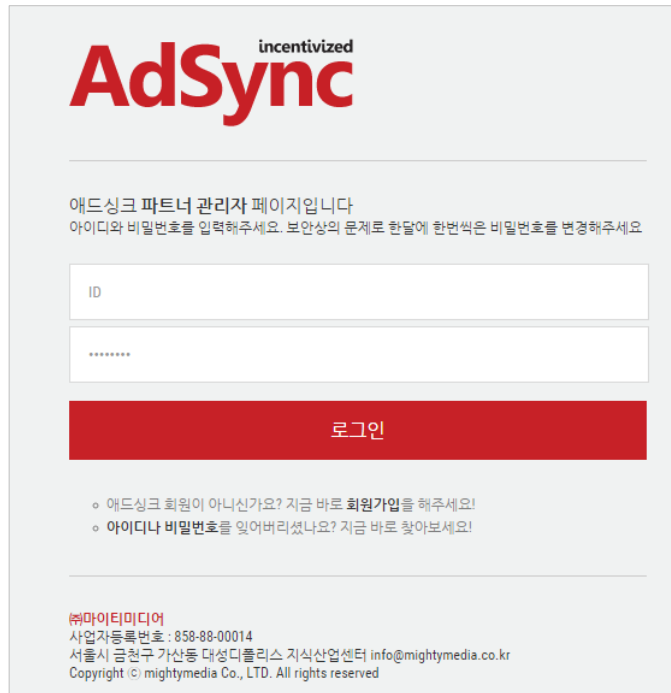 incentivized
AdSync
애드싱크 파트너 관리자 페이지입니다
아이디와 비밀번호를 입력해주세요. 보안상의 문제로 한달에 한번씩은 비밀번호를 변경해주세요
ID
••••••••
로그인
애드싱크 회원이 아니신가요? 지금 바로 회원가입을 해주세요!
아이디나 비밀번호를 잊어버리셨나요? 지금 바로 찾아보세요!
㈜마이티미디어
사업자등록번호 : 858-88-00014
서울시 금천구 가산동 대성디폴리스 지식산업센터 info@mightymedia.co.kr
Copyright ⓒ mightymedia Co., LTD. All rights reserved